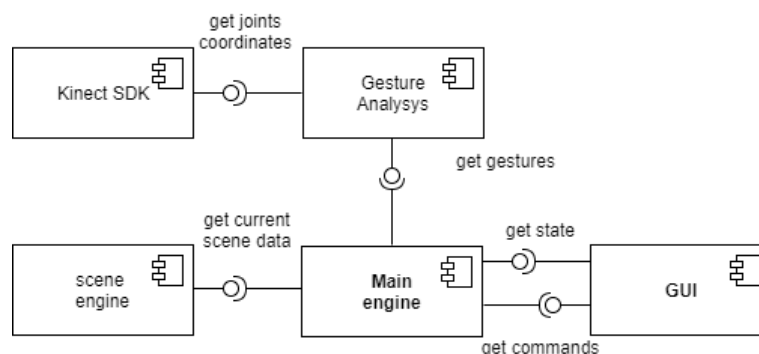 get joints
coordinates
Kinect SDK
Gesture
Analysys
get gestures
get current
scene data
get state
scene
engine
Main
engine
GUI
get commands